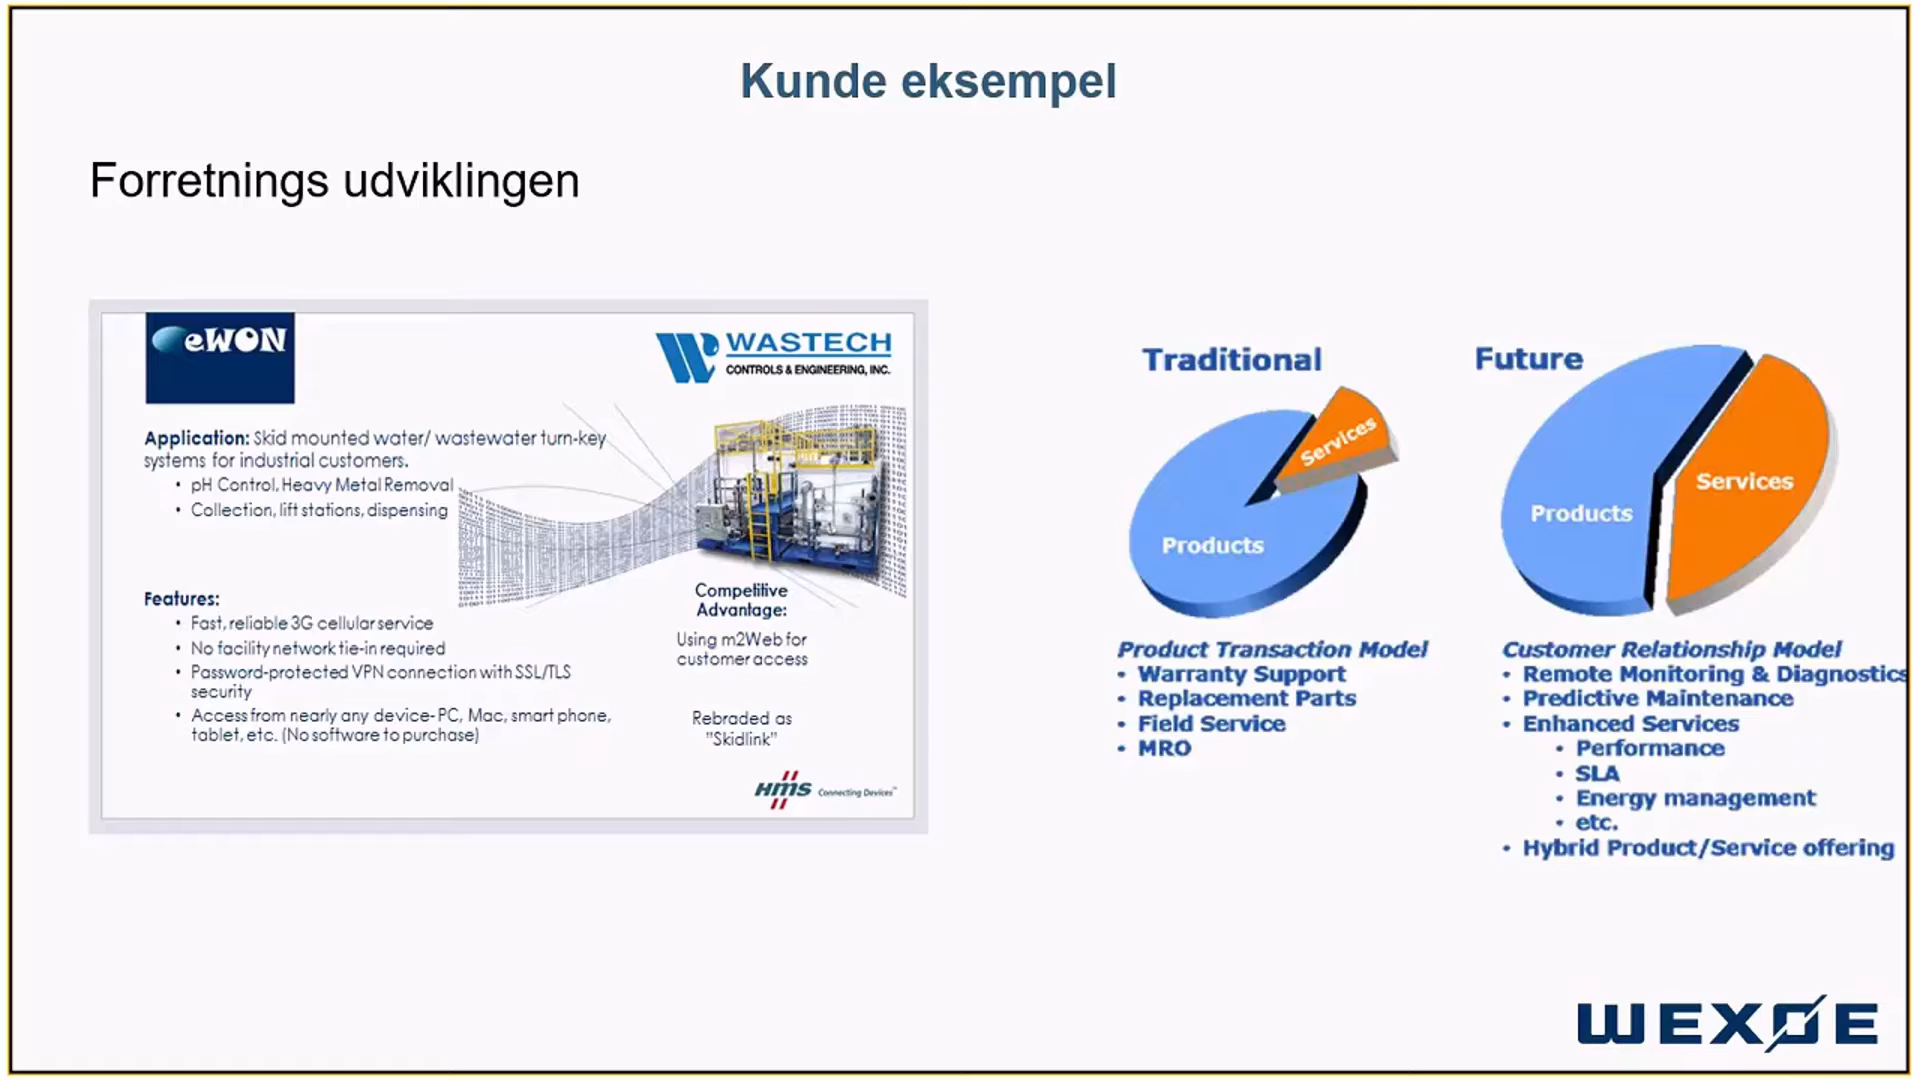 Kunde eksempel
Forretnings udviklingen
eWON
WASTECH
CONTROLS & ENGINEERING, INC.
Application: Skid mounted water/ wastewater turn-key
systems for industrial customers.
• pH Control, Heavy Metal Removal
• Collection, lift stations, dispensing
Features:
• Fast, reliable 3G cellular service
• No facility network tie-in required
• Password-protected VPN connection with SSL/TLS
security
• Access from nearly any device- PC, Mac, smart phone,
tablet, etc. (No software to purchase)
Competitive
Advantage:
Using m2Web for
customer access
Rebraded as
"Skidlink"
HMS Connecting Devices™
Traditional
Services
Products
Product Transaction Model
• Warranty Support
• Replacement Parts
• Field Service
• MRO
Future
Products
Services
Customer Relationship Model
• Remote Monitoring & Diagnostics
• Predictive Maintenance
• Enhanced Services
• Performance
• SLA
• Energy management
• etc.
• Hybrid Product/Service offering
WEXØE